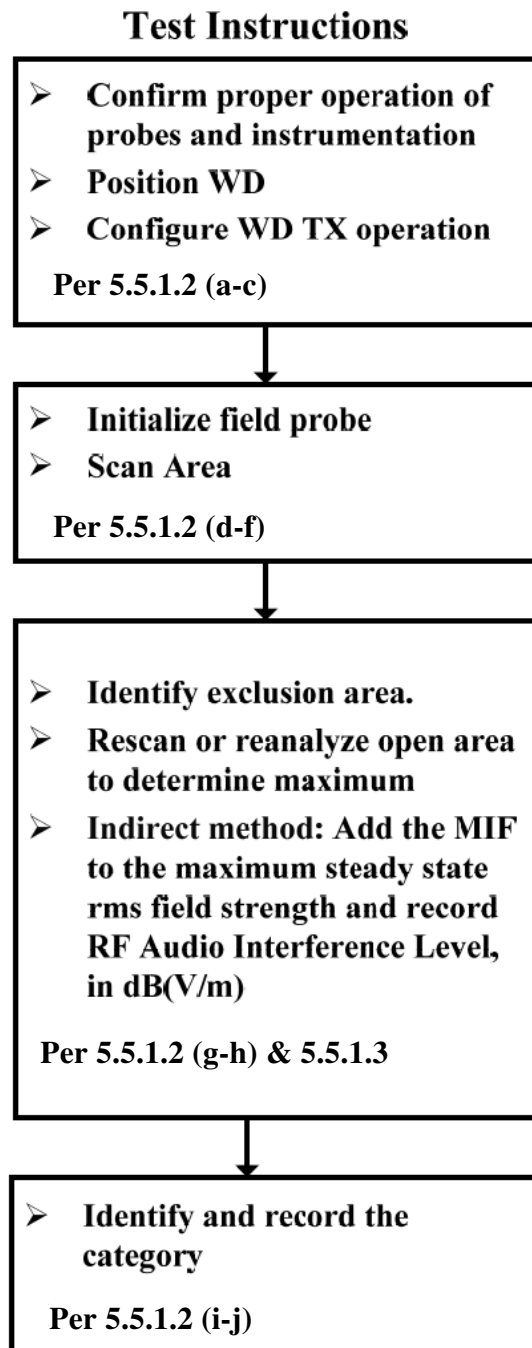 Test Instructions
➤ Confirm proper operation of
probes and instrumentation
➤ Position WD
➤ Configure WD TX operation
Per 5.5.1.2 (a-c)
➤ Initialize field probe
➤ Scan Area
Per 5.5.1.2 (d-f)
➤ Identify exclusion area.
➤ Rescan or reanalyze open area
to determine maximum
➤ Indirect method: Add the MIF
to the maximum steady state
rms field strength and record
RF Audio Interference Level,
in dB(V/m)
Per 5.5.1.2 (g-h) & 5.5.1.3
➤ Identify and record the
category
Per 5.5.1.2 (i-j)